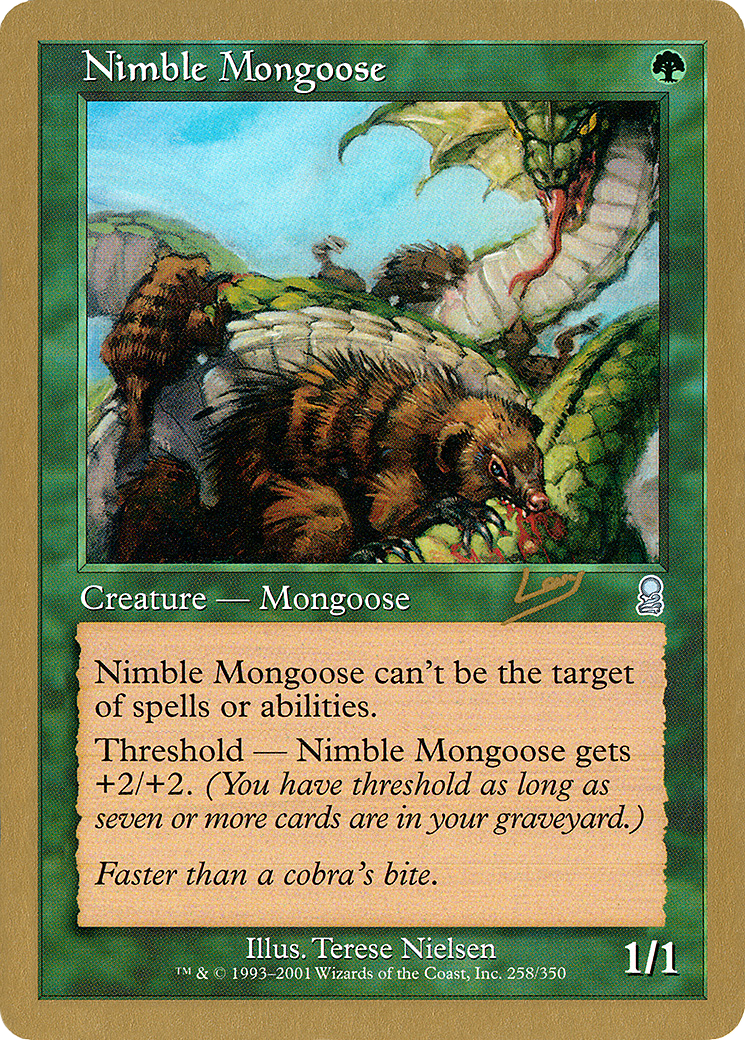 Nimble Mongoose
Creature — Mongoose
Nimble Mongoose can't be the target
of spells or abilities.
Threshold — Nimble Mongoose gets
+2/+2. (You have threshold as long as
seven or more cards are in your graveyard.)
Faster than a cobra's bite.
Illus. Terese Nielsen
™ & © 1993–2001 Wizards of the Coast, Inc. 258/350
1/1